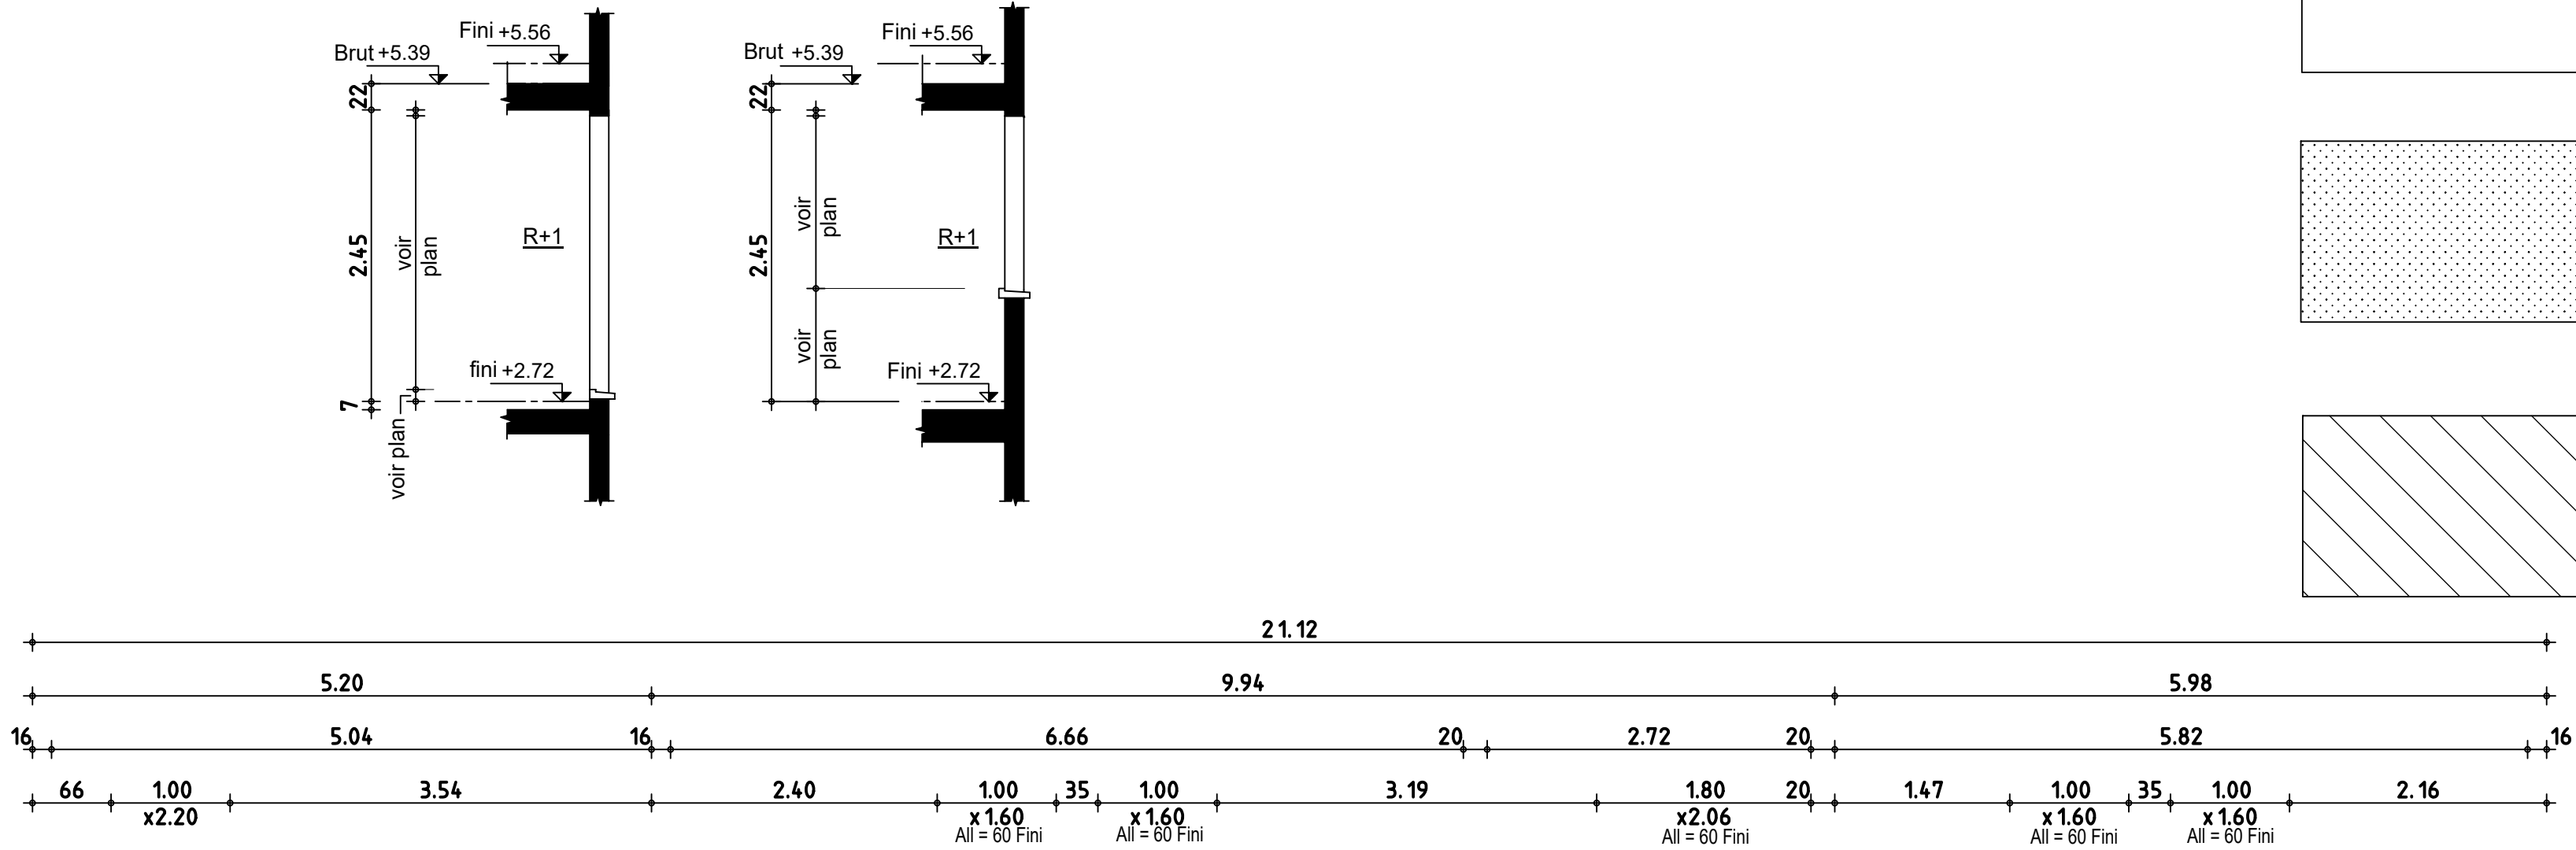 Fini +5.56
Brut +5.39
22
2.45
voir
plan
R+1
fini +2.72
7
voir plan
Fini +5.56
Brut +5.39
22
2.45
voir
plan
R+1
voir
plan
Fini +2.72
21.12
5.20 9.94 5.98
16 5.04 16 6.66 20 2.72 20 5.82 16
66 1.00 3.54 2.40 1.00 35 1.00 3.19 1.80 20 1.47 1.00 35 1.00 2.16
x2.20 x1.60 x1.60 x2.06 x1.60 x1.60
All = 60 Fini All = 60 Fini All = 60 Fini All = 60 Fini All = 60 Fini